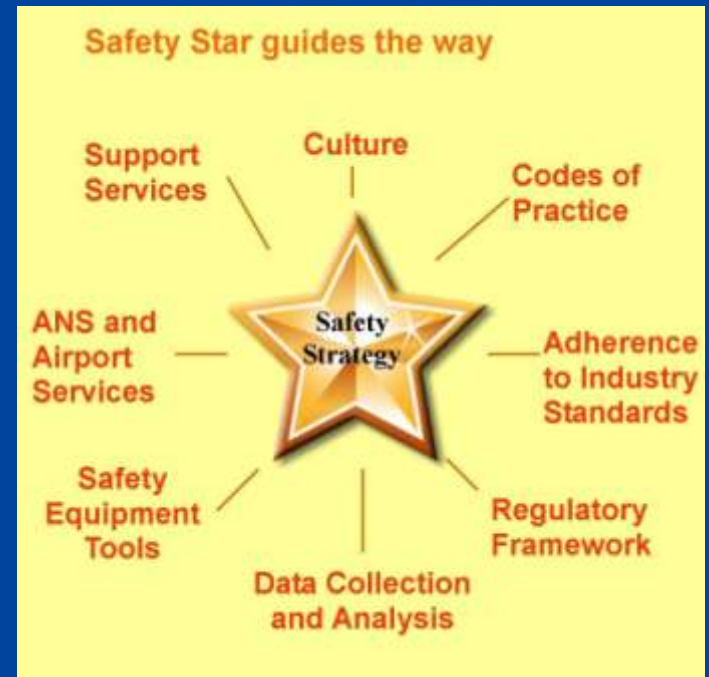 Safety Star guides the way
Culture
Support
Services
Codes of
Practice
Safety
Strategy
ANS and
Airport
Services
Adherence
to Industry
Standards
Safety
Equipment
Tools
Regulatory
Framework
Data Collection
and Analysis